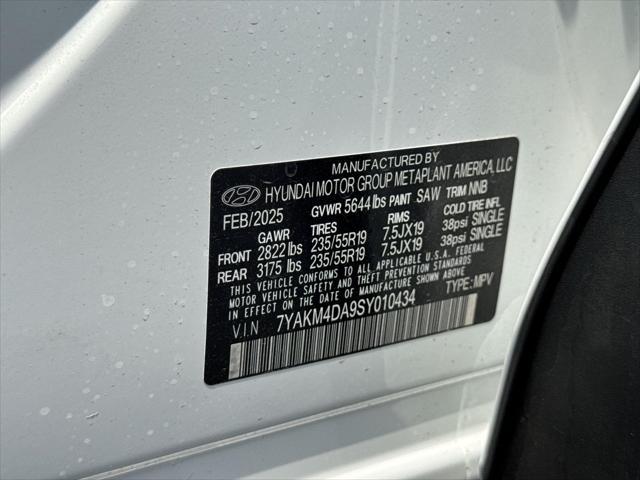 MANUFACTURED BY
HYUNDAI MOTOR GROUP METAPLANT AMERICA, LLC
FEB/2025 GVWR 5644 lbs PAINT SAW TRIM NNB
GAWR TIRES RIMS COLD TIRE INFL.
FRONT 2822 lbs 235/55R19 7.5JX19 38psi SINGLE
REAR 3175 lbs 235/55R19 7.5JX19 38psi SINGLE
THIS VEHICLE CONFORMS TO ALL APPLICABLE U.S.A. FEDERAL
MOTOR VEHICLE SAFETY AND THEFT PREVENTION STANDARDS
IN EFFECT ON THE DATE OF MANUFACTURE SHOWN ABOVE.
V.I.N 7YAKM4DA9SY010434 TYPE: MPV